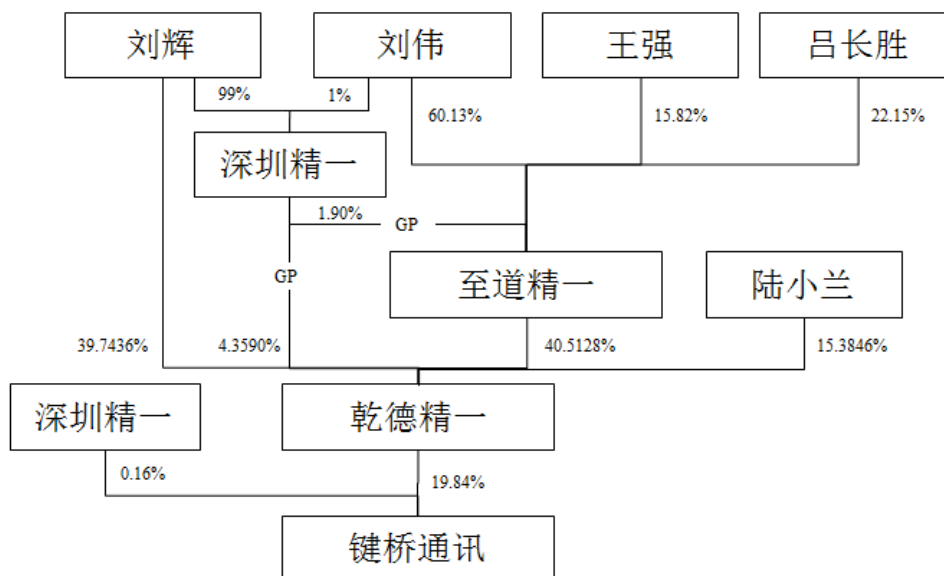 刘辉
刘伟
王强
吕长胜
99%
1%
60.13%
15.82%
22.15%
深圳精一
1.90%
GP
GP
至道精一
陆小兰
39.7436%
4.3590%
40.5128%
15.3846%
深圳精一
乾德精一
0.16%
19.84%
键桥通讯